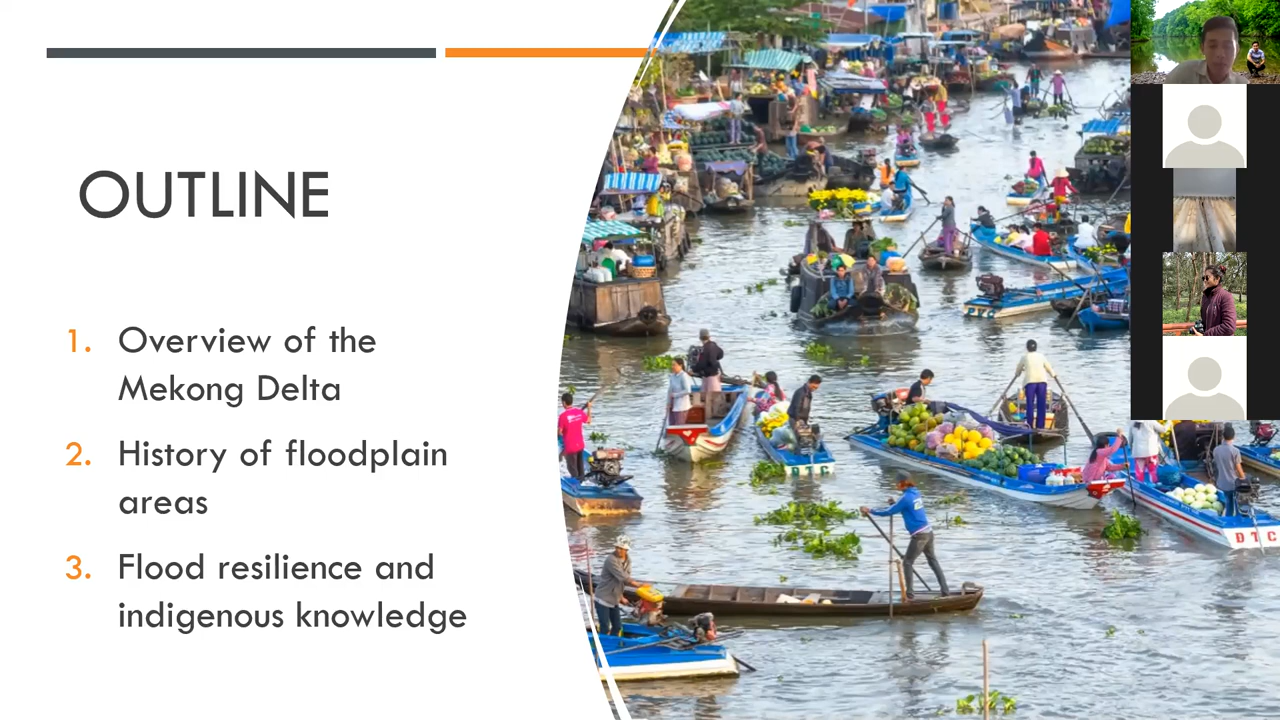 OUTLINE
1. Overview of the
Mekong Delta
2. History of floodplain
areas
3. Flood resilience and
indigenous knowledge
DTC
DTC